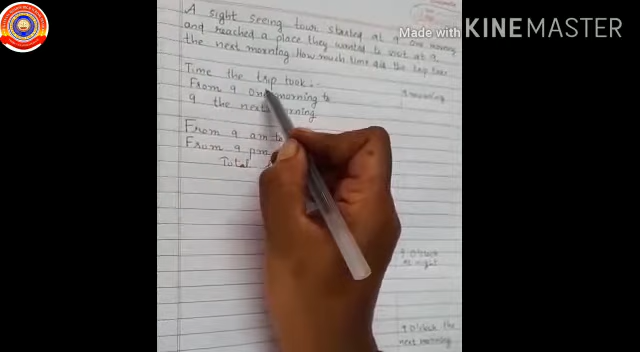 Made with KINEMASTER
A sight seeing tour started at 9 one morning
and reached a place they wanted to visit at 9
the next morning. How much time did the trip take
Time the trip took:-
From 9 one morning to
9 the next morning
From 9 am to
From 9 pm
Total
9 morning
9 O'clock
at night
9 O'clock the
next morning